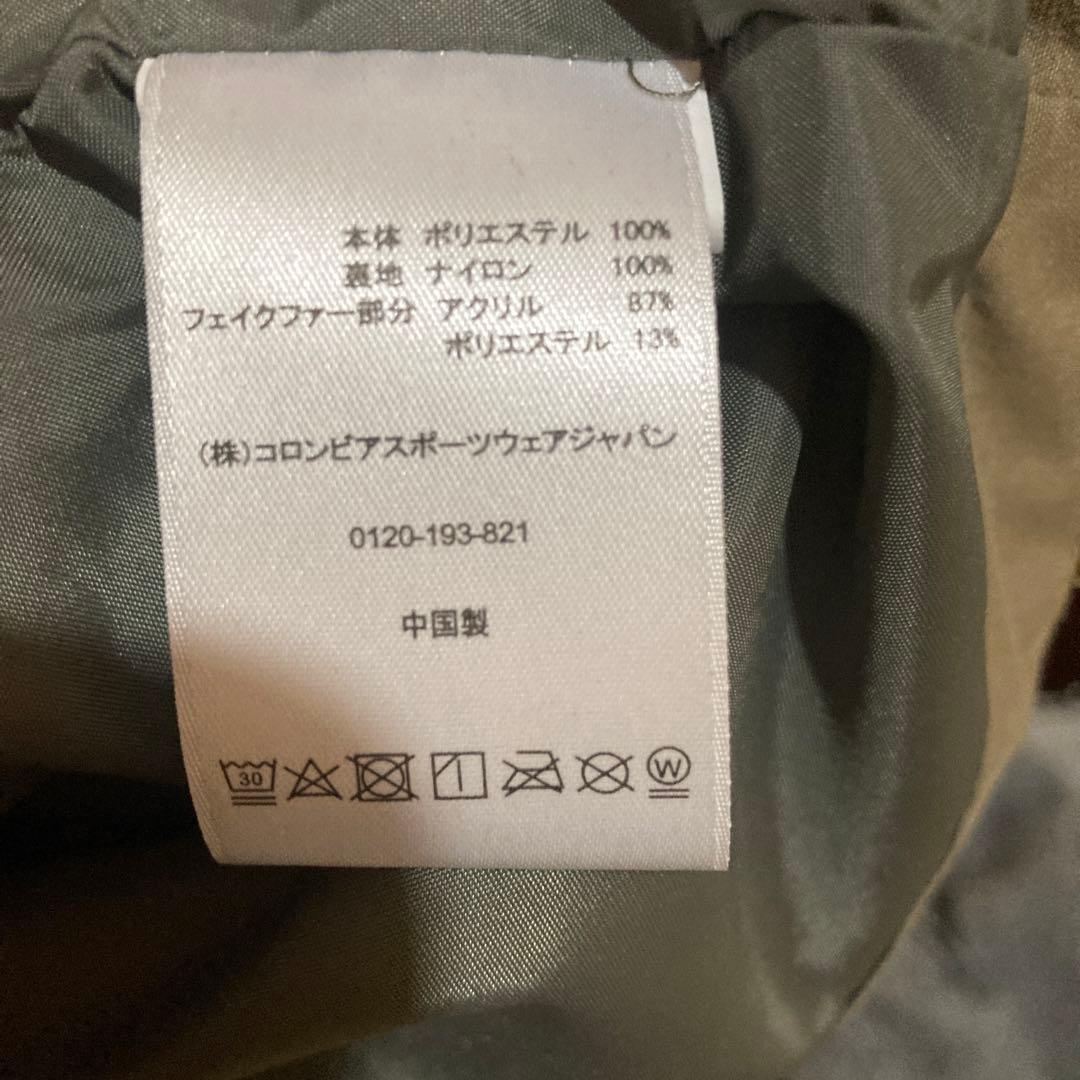 本体 ポリエステル 100%
裏地 ナイロン 100%
フェイクファー部分 アクリル 87%
ポリエステル 13%
(株)コロンビアスポーツウェアジャパン
0120-193-821
中国製
30 W